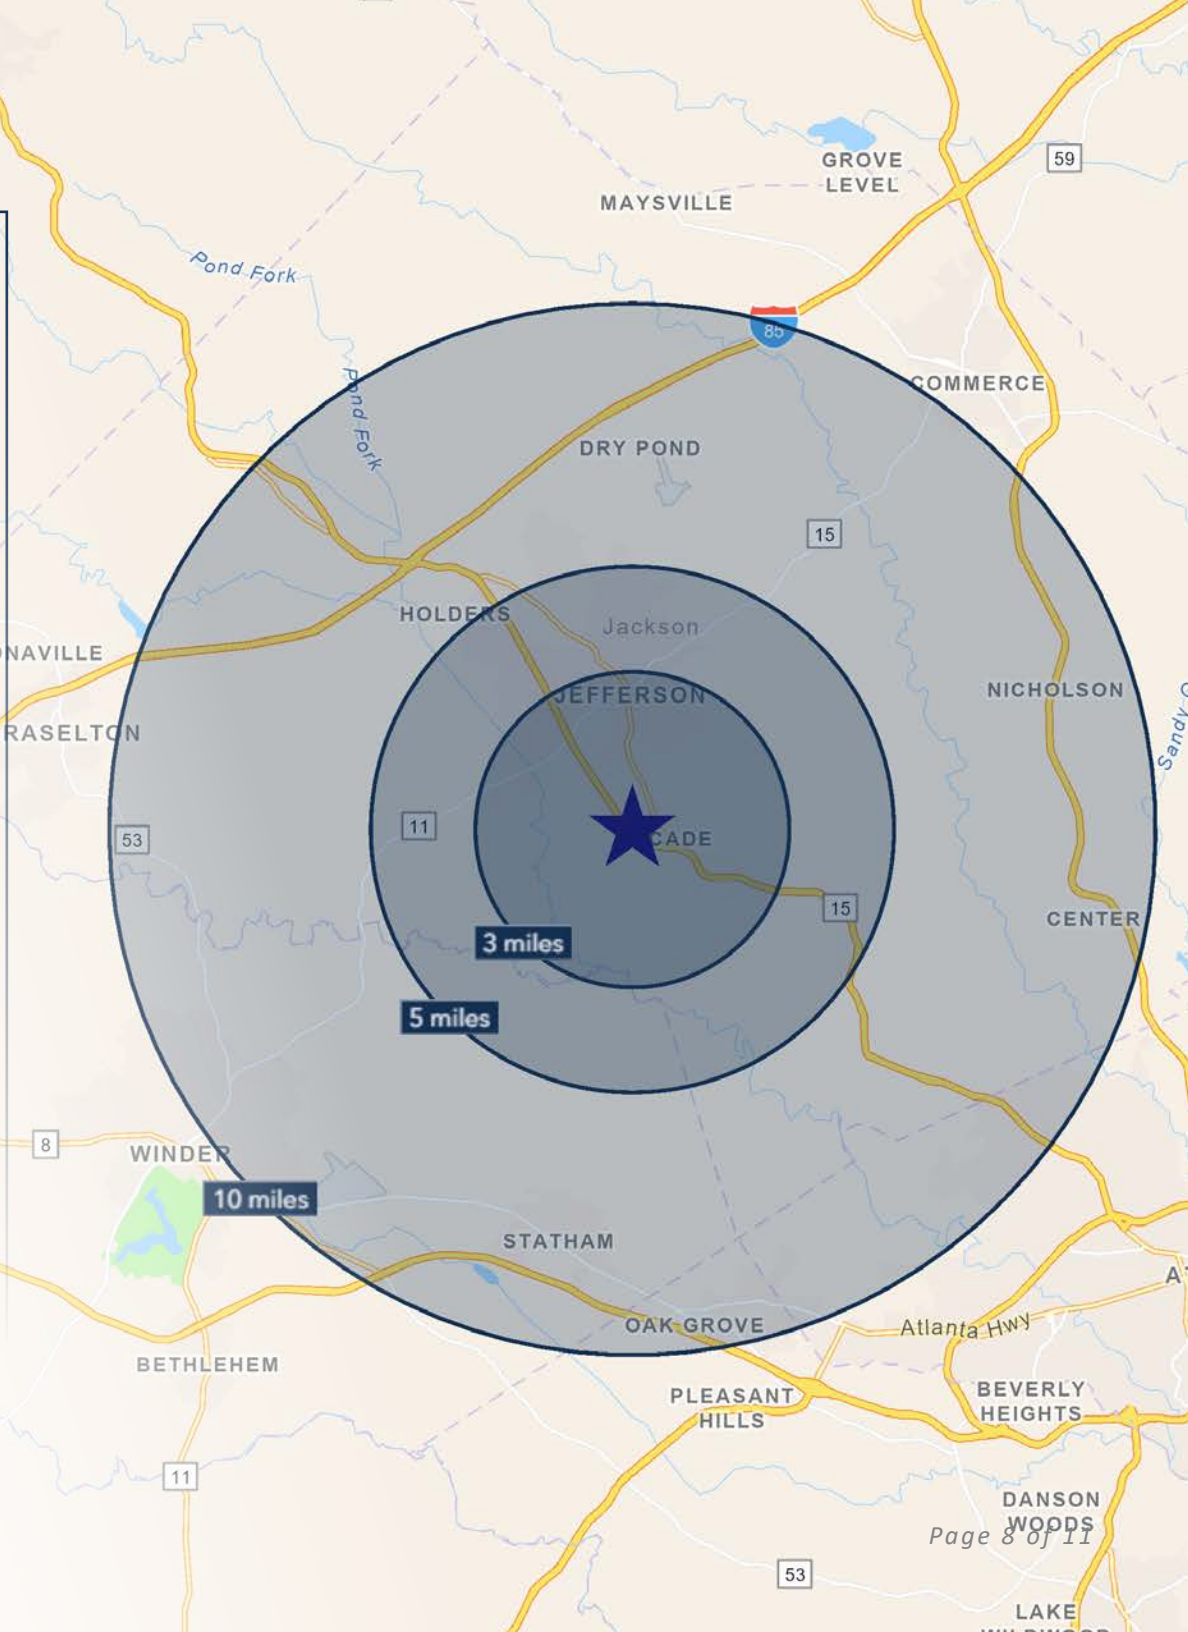 59
GROVE
LEVEL
MAYSVILLE
Pond Fork
85
Pond Fork
COMMERCE
DRY POND
15
HOLDERS
Jackson
NAVILLE
NICHOLSON
JEFFERSON
Sandy
RASELTON
11
53
CADE
15
CENTER
3 miles
5 miles
8
WINDER
10 miles
STATHAM
OAK GROVE
Atlanta Hwy
BETHLEHEM
PLEASANT
HILLS
BEVERLY
HEIGHTS
11
DANSON
WOODS
Page 8 of 11
53
LAKE